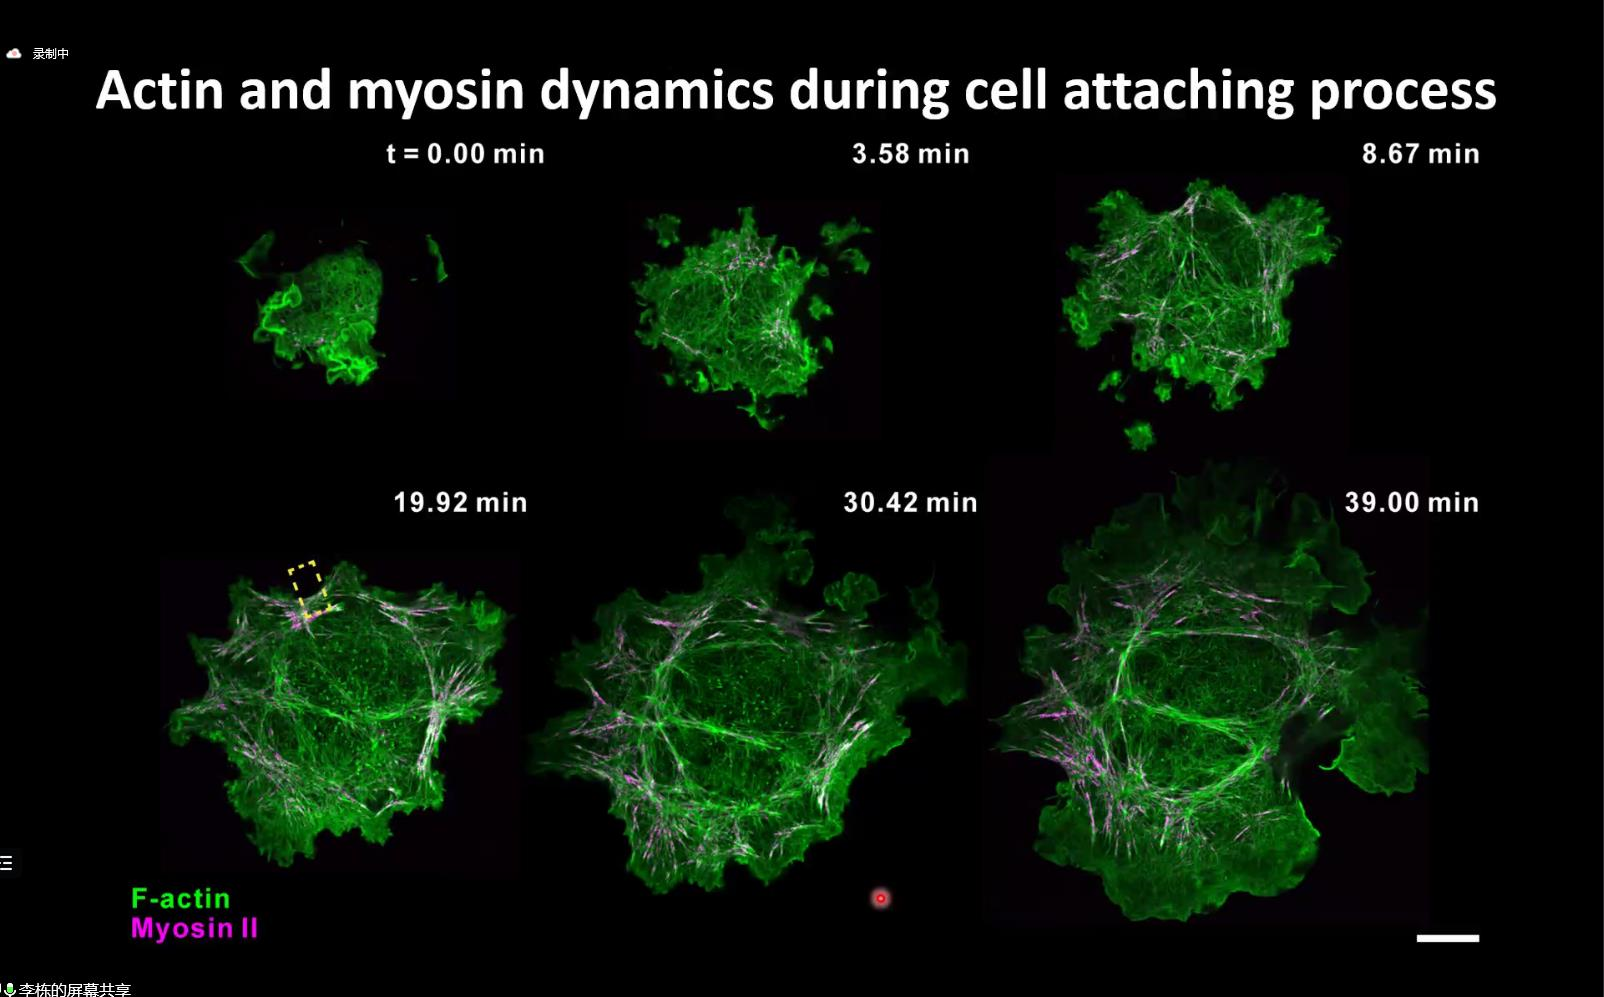 录制中
Actin and myosin dynamics during cell attaching process
t = 0.00 min
3.58 min
8.67 min
19.92 min
30.42 min
39.00 min
F-actin
Myosin II
李栋的屏幕共享